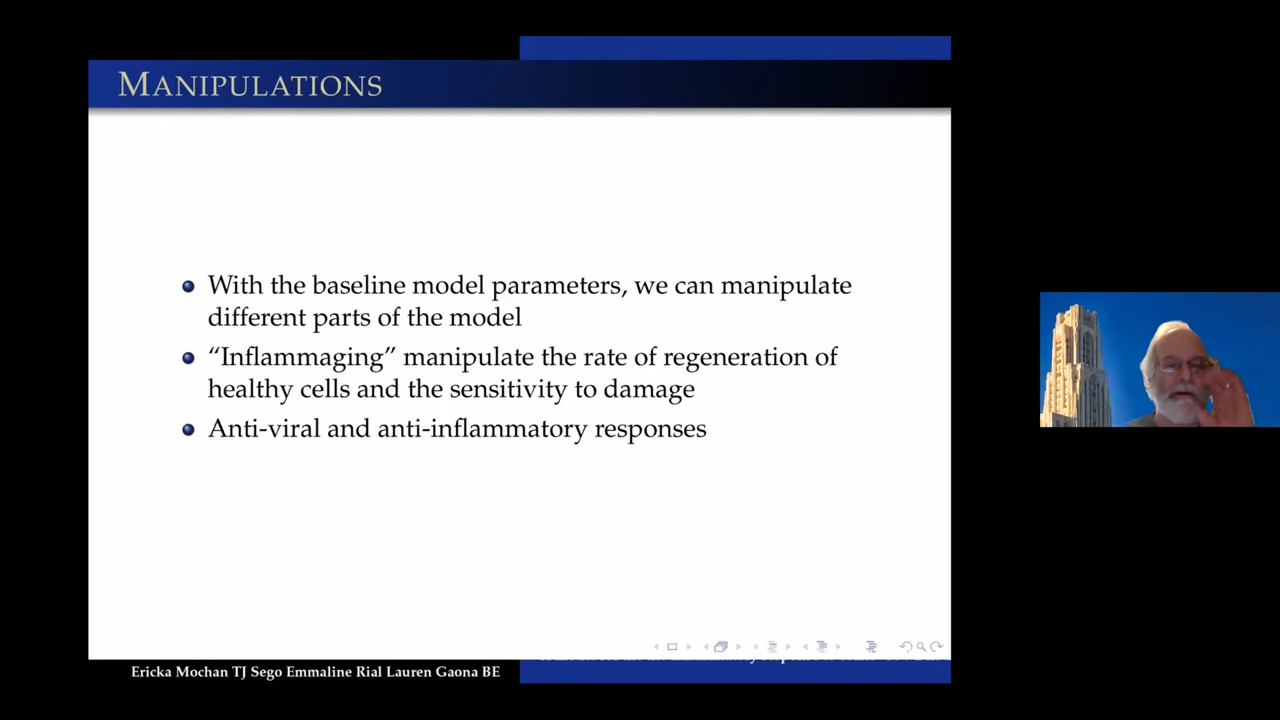 MANIPULATIONS
With the baseline model parameters, we can manipulate
different parts of the model
“Inflammaging” manipulate the rate of regeneration of
healthy cells and the sensitivity to damage
Anti-viral and anti-inflammatory responses
Ericka Mochan TJ Sego Emmaline Rial Lauren Gaona BE